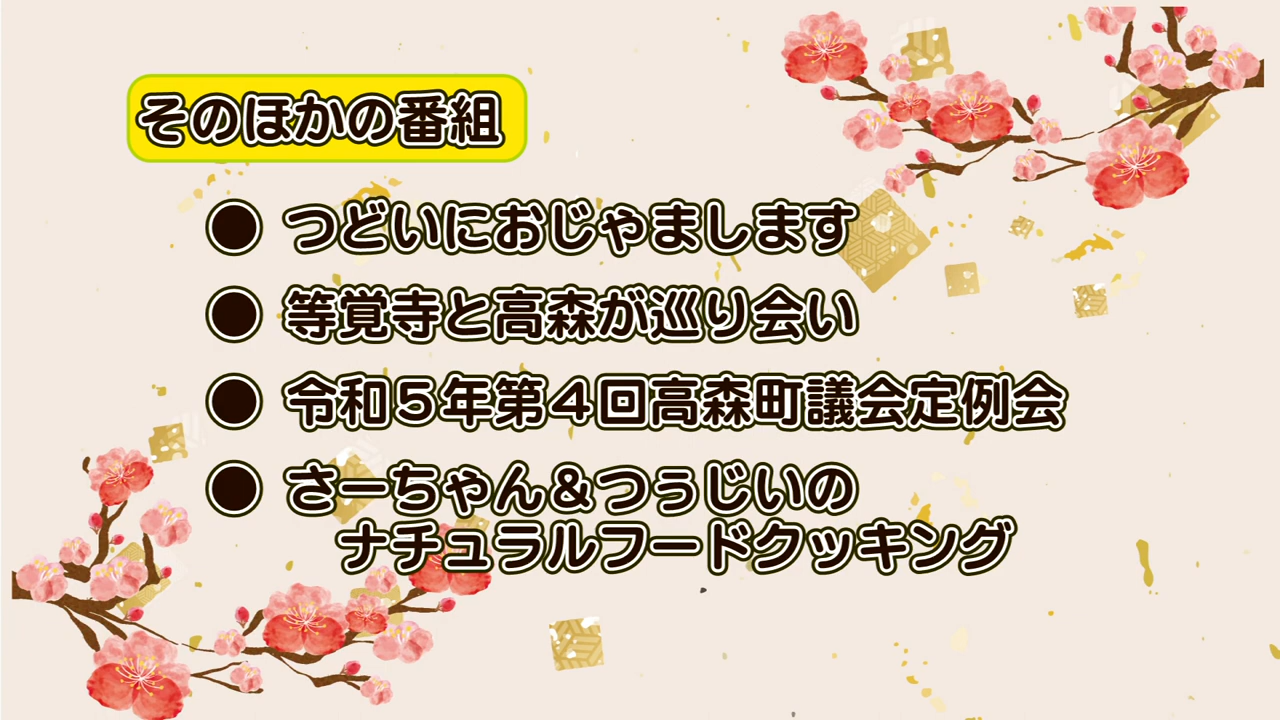 そのほかの番組
● つどいにおじゃまします
● 等覚寺と高森が巡り会い
● 令和５年第４回高森町議会定例会
● さーちゃん＆つぅじいの
ナチュラルフードクッキング